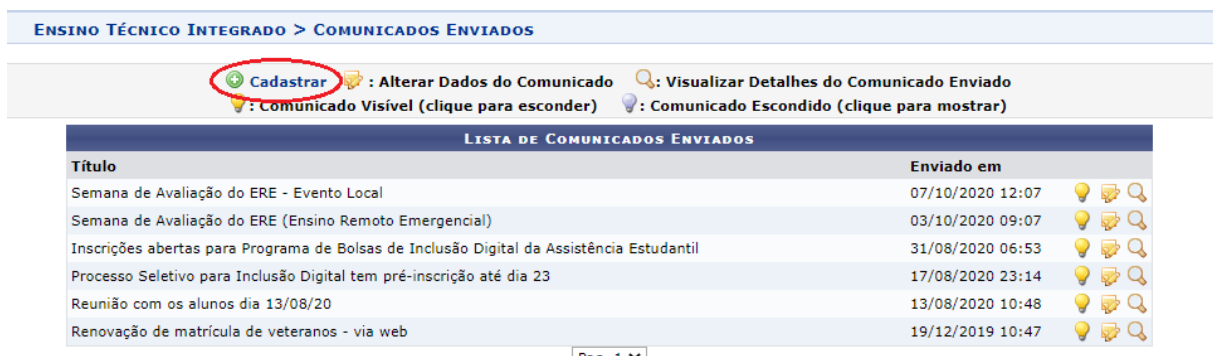 Ensino Técnico Integrado > Comunicados Enviados
Cadastrar : Alterar Dados do Comunicado : Visualizar Detalhes do Comunicado Enviado
: Comunicado Visível (clique para esconder) : Comunicado Escondido (clique para mostrar)
Lista de Comunicados Enviados
Título Enviado em
Semana de Avaliação do ERE - Evento Local 07/10/2020 12:07
Semana de Avaliação do ERE (Ensino Remoto Emergencial) 03/10/2020 09:07
Inscrições abertas para Programa de Bolsas de Inclusão Digital da Assistência Estudantil 31/08/2020 06:53
Processo Seletivo para Inclusão Digital tem pré-inscrição até dia 23 17/08/2020 23:14
Reunião com os alunos dia 13/08/20 13/08/2020 10:48
Renovação de matrícula de veteranos - via web 19/12/2019 10:47